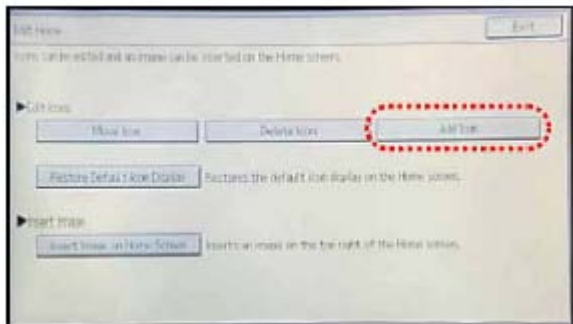 Edit Home
Exit
Icons can be edited and an image can be inserted on the Home screen.
▶Edit Icons
Move Icon
Delete Icon
Add Icon
Restore Default Icon Display
Restores the default icon display on the Home screen.
▶Insert Image
Insert Image on Home Screen
Inserts an image on the top right of the Home screen.